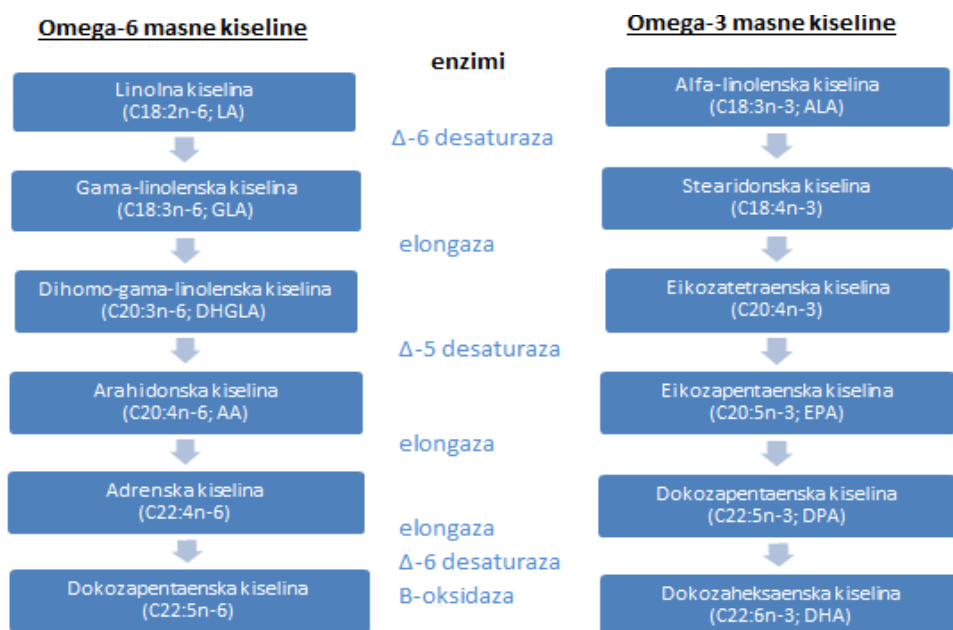 Omega-6 masne kiseline
Linolna kiselina
(C18:2n-6; LA)
Gama-linolenska kiselina
(C18:3n-6; GLA)
Dihomo-gama-linolenska kiselina
(C20:3n-6; DHGLA)
Arahidonska kiselina
(C20:4n-6; AA)
Adrenska kiselina
(C22:4n-6)
Dokozapentaenska kiselina
(C22:5n-6)
enzimi
Δ-6 desaturaza
elongaza
Δ-5 desaturaza
elongaza
elongaza
Δ-6 desaturaza
B-oksidaza
Omega-3 masne kiseline
Alfa-linolenska kiselina
(C18:3n-3; ALA)
Stearidonska kiselina
(C18:4n-3)
Eikozatetraenska kiselina
(C20:4n-3)
Eikozapentaenska kiselina
(C20:5n-3; EPA)
Dokozapentaenska kiselina
(C22:5n-3; DPA)
Dokozaheksaenska kiselina
(C22:6n-3; DHA)